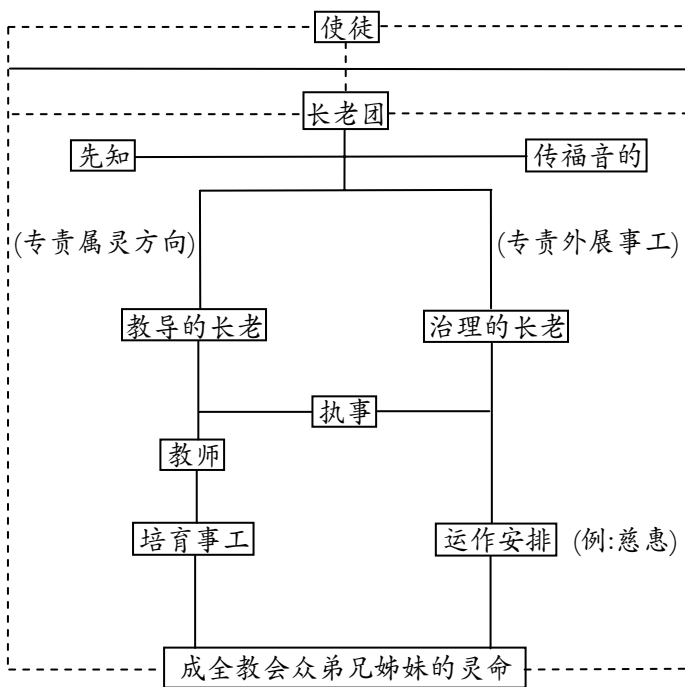 使徒
长老团
先知
传福音的
(专责属灵方向)
(专责外展事工)
教导的长老
治理的长老
执事
教师
培育事工
运作安排
(例:慈惠)
成全教会众弟兄姊妹的灵命